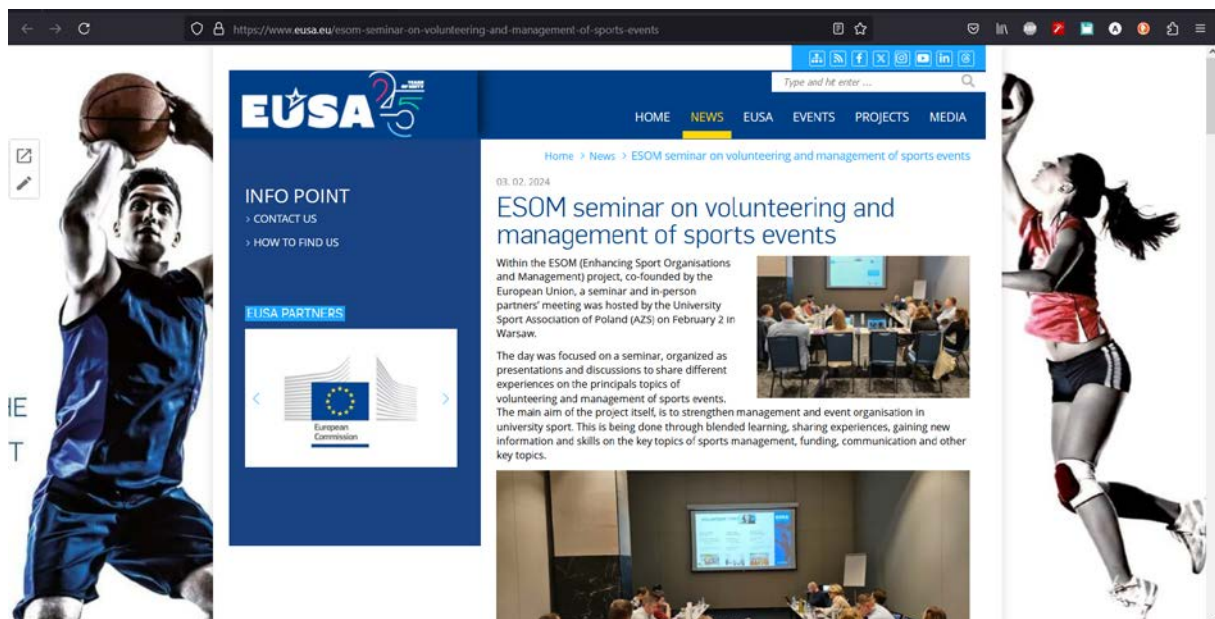 https://www.eusa.eu/esom-seminar-on-volunteering-and-management-of-sports-events
Type and hit enter ...
EUSA 25 YEARS OF UNITY
HOME NEWS EUSA EVENTS PROJECTS MEDIA
Home > News > ESOM seminar on volunteering and management of sports events
INFO POINT
> CONTACT US
> HOW TO FIND US
EUSA PARTNERS
European
Commission
03. 02. 2024
ESOM seminar on volunteering and
management of sports events
Within the ESOM (Enhancing Sport Organisations
and Management) project, co-founded by the
European Union, a seminar and in-person
partners' meeting was hosted by the University
Sport Association of Poland (AZS) on February 2 in
Warsaw.
The day was focused on a seminar, organized as
presentations and discussions to share different
experiences on the principals topics of
volunteering and management of sports events.
The main aim of the project itself, is to strengthen management and event organisation in
university sport. This is being done through blended learning, sharing experiences, gaining new
information and skills on the key topics of sports management, funding, communication and other
key topics.